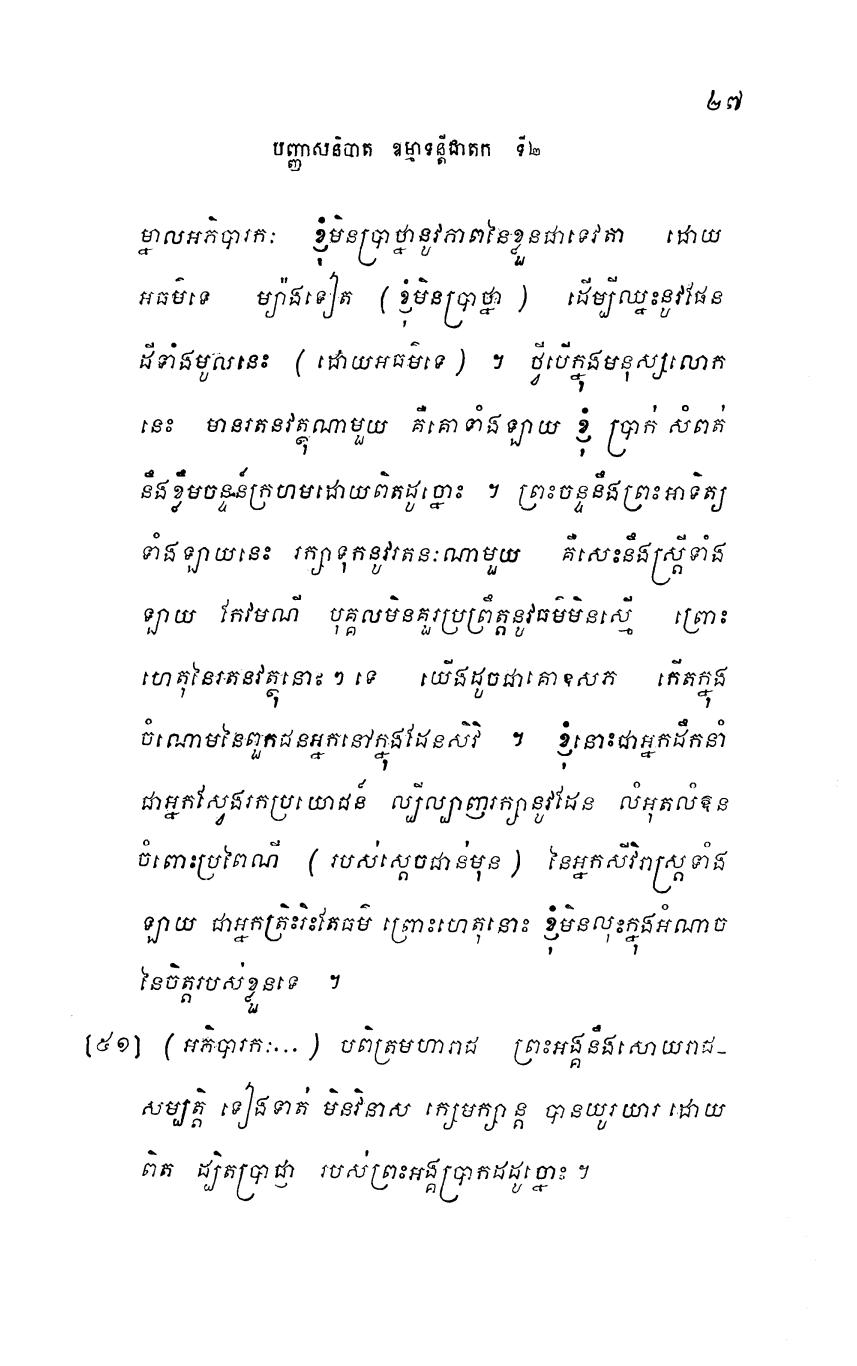 ២៧
បញ្ញាសនិបាត ឧម្មាទន្តីជាតក ទី២
ម្នាលអភិបារកៈ ខ្ញុំមិនប្រាថ្នានូវភាពនៃខ្លួនជាទេវតា ដោយ
អធម៌ទេ ម្យ៉ាងទៀត ( ខ្ញុំមិនប្រាថ្នា ) ដើម្បីឈ្នះនូវផែន
ដីទាំងមូលនេះ ( ដោយអធម៌ទេ ) ។ ថ្វីបើក្នុងមនុស្សលោក
នេះ មានរតនវត្ថុណាមួយ គឺគោទាំងឡាយ ខ្ញុំ ប្រាក់ សំពត់
នឹងខ្លឹមចន្ទន៍ក្រហមដោយពិតដូច្នោះ ។ ព្រះចន្ទនឹងព្រះអាទិត្យ
ទាំងឡាយនេះ រក្សាទុកនូវរតនៈណាមួយ គឺសេះនឹងស្ត្រីទាំង
ឡាយ កែវមណី បុគ្គលមិនគួរប្រព្រឹត្តនូវធម៌មិនស្មើ ព្រោះ
ហេតុនៃរតនវត្ថុនោះ ៗ ទេ យើងដូចជាគោឧសភ កើតក្នុង
ចំណោមនៃពួកជនអ្នកនៅក្នុងដែនសិវិ ។ ខ្ញុំនោះជាអ្នកដឹកនាំ
ជាអ្នកស្វែងរកប្រយោជន៍ ល្បីល្បាញរក្សានូវដែន លំអុតលំឱន
ចំពោះប្រពៃណី ( របស់ស្តេចជាន់មុន ) នៃអ្នកសីវិរាស្ត្រទាំង
ឡាយ ជាអ្នកត្រិះរិះតែធម៌ ព្រោះហេតុនោះ ខ្ញុំមិនលុះក្នុងអំណាច
នៃចិត្តរបស់ខ្លួនទេ ។
[៥១] ( អភិបារកៈ... ) បពិត្រមហារាជ ព្រះអង្គនឹងសោយរាជ-
សម្បត្តិ ទៀងទាត់ មិនវិនាស ក្សេមក្សាន្ត បានយូរយារ ដោយ
ពិត ដ្បិតប្រាជ្ញា របស់ព្រះអង្គប្រាកដដូច្នោះ ។